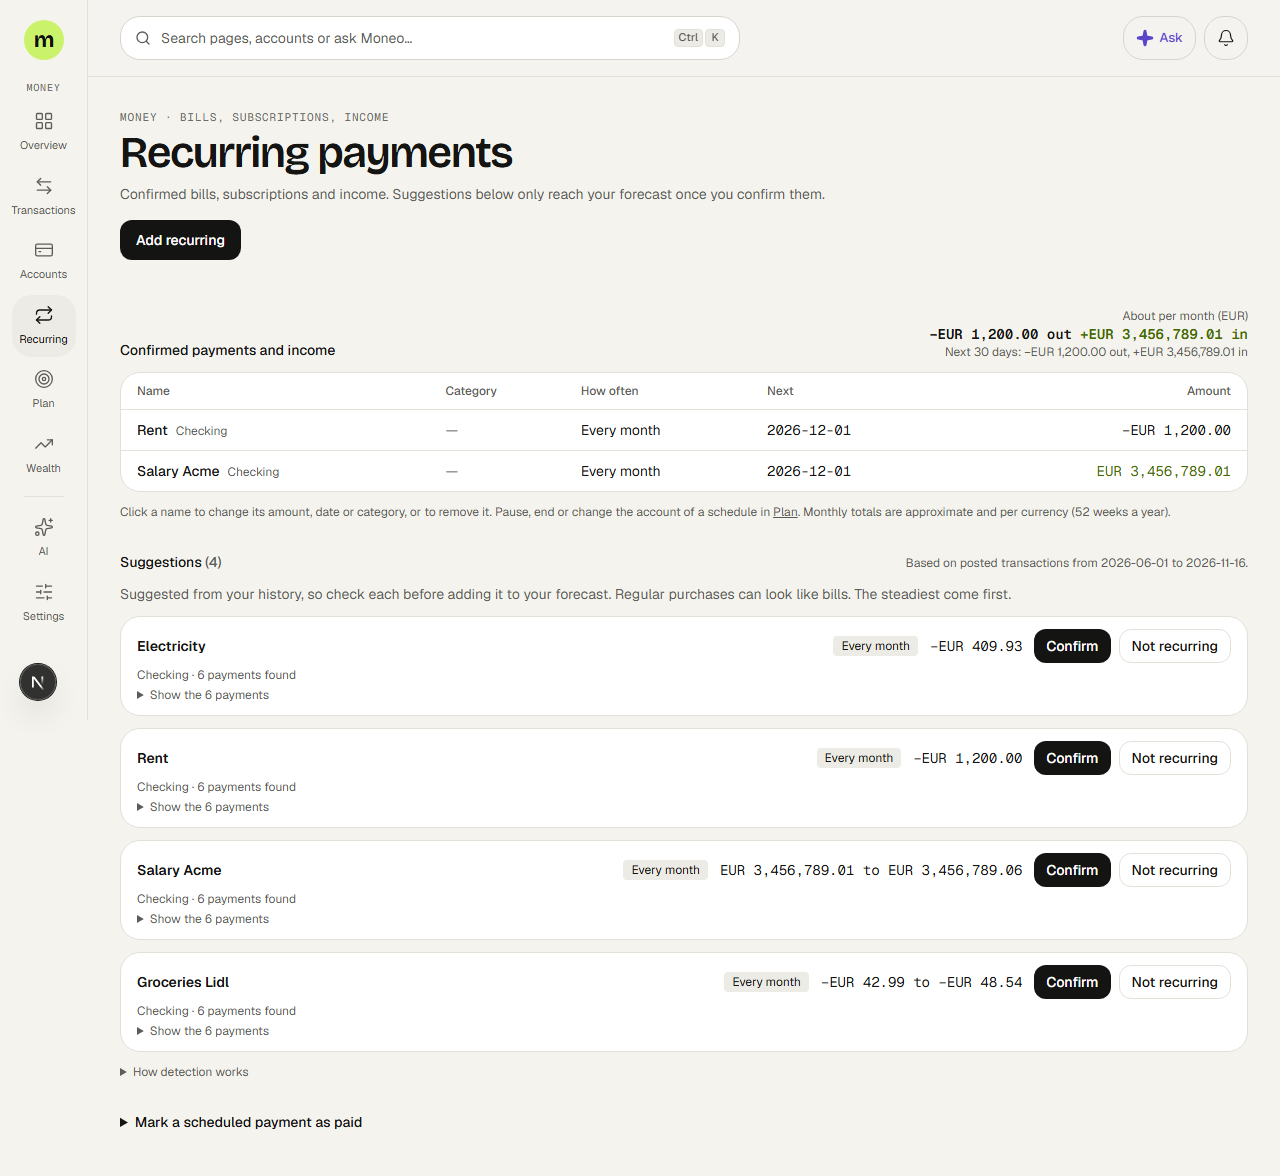 m
MONEY
Overview
Transactions
Accounts
Recurring
Plan
Wealth
AI
Settings
N
Search pages, accounts or ask Moneo...
Ctrl K
Ask
MONEY · BILLS, SUBSCRIPTIONS, INCOME
Recurring payments
Confirmed bills, subscriptions and income. Suggestions below only reach your forecast once you confirm them.
Add recurring
About per month (EUR)
−EUR 1,200.00 out +EUR 3,456,789.01 in
Confirmed payments and income
Next 30 days: −EUR 1,200.00 out, +EUR 3,456,789.01 in
Name Category How often Next Amount
Rent Checking — Every month 2026-12-01 −EUR 1,200.00
Salary Acme Checking — Every month 2026-12-01 EUR 3,456,789.01
Click a name to change its amount, date or category, or to remove it. Pause, end or change the account of a schedule in Plan. Monthly totals are approximate and per currency (52 weeks a year).
Suggestions (4)
Based on posted transactions from 2026-06-01 to 2026-11-16.
Suggested from your history, so check each before adding it to your forecast. Regular purchases can look like bills. The steadiest come first.
Electricity Every month −EUR 409.93 Confirm Not recurring
Checking · 6 payments found
Show the 6 payments
Rent Every month −EUR 1,200.00 Confirm Not recurring
Checking · 6 payments found
Show the 6 payments
Salary Acme Every month EUR 3,456,789.01 to EUR 3,456,789.06 Confirm Not recurring
Checking · 6 payments found
Show the 6 payments
Groceries Lidl Every month −EUR 42.99 to −EUR 48.54 Confirm Not recurring
Checking · 6 payments found
Show the 6 payments
How detection works
Mark a scheduled payment as paid